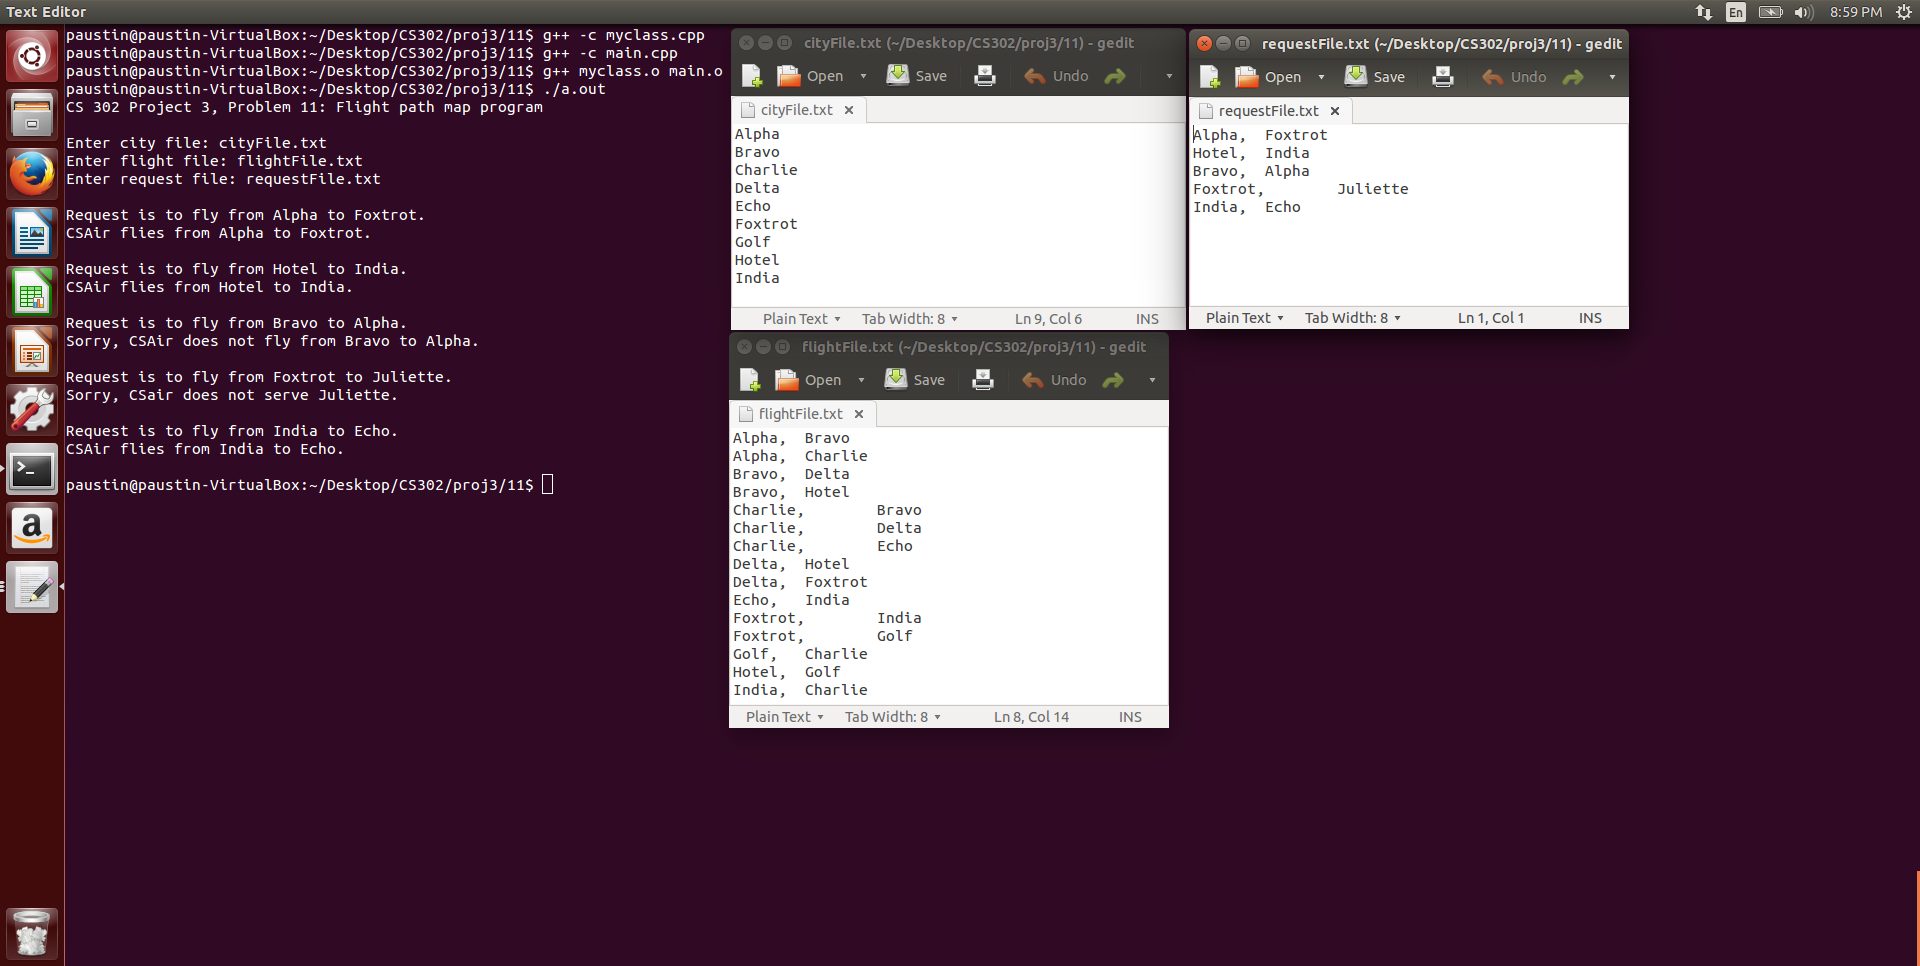 Text Editor
En
8:59 PM
paustin@paustin-VirtualBox:~/Desktop/CS302/proj3/11$ g++ -c myclass.cpp
paustin@paustin-VirtualBox:~/Desktop/CS302/proj3/11$ g++ -c main.cpp
paustin@paustin-VirtualBox:~/Desktop/CS302/proj3/11$ g++ myclass.o main.o
paustin@paustin-VirtualBox:~/Desktop/CS302/proj3/11$ ./a.out
CS 302 Project 3, Problem 11: Flight path map program
Enter city file: cityFile.txt
Enter flight file: flightFile.txt
Enter request file: requestFile.txt
Request is to fly from Alpha to Foxtrot.
CSAir flies from Alpha to Foxtrot.
Request is to fly from Hotel to India.
CSAir flies from Hotel to India.
Request is to fly from Bravo to Alpha.
Sorry, CSAir does not fly from Bravo to Alpha.
Request is to fly from Foxtrot to Juliette.
Sorry, CSair does not serve Juliette.
Request is to fly from India to Echo.
CSAir flies from India to Echo.
paustin@paustin-VirtualBox:~/Desktop/CS302/proj3/11$
cityFile.txt (~/Desktop/CS302/proj3/11) - gedit
Open Save Undo
cityFile.txt
Alpha
Bravo
Charlie
Delta
Echo
Foxtrot
Golf
Hotel
India
Plain Text Tab Width: 8 Ln 9, Col 6 INS
requestFile.txt (~/Desktop/CS302/proj3/11) - gedit
Open Save Undo
requestFile.txt
Alpha, Foxtrot
Hotel, India
Bravo, Alpha
Foxtrot, Juliette
India, Echo
Plain Text Tab Width: 8 Ln 1, Col 1 INS
flightFile.txt (~/Desktop/CS302/proj3/11) - gedit
Open Save Undo
flightFile.txt
Alpha, Bravo
Alpha, Charlie
Bravo, Delta
Bravo, Hotel
Charlie, Bravo
Charlie, Delta
Charlie, Echo
Delta, Hotel
Delta, Foxtrot
Echo, India
Foxtrot, India
Foxtrot, Golf
Golf, Charlie
Hotel, Golf
India, Charlie
Plain Text Tab Width: 8 Ln 8, Col 14 INS